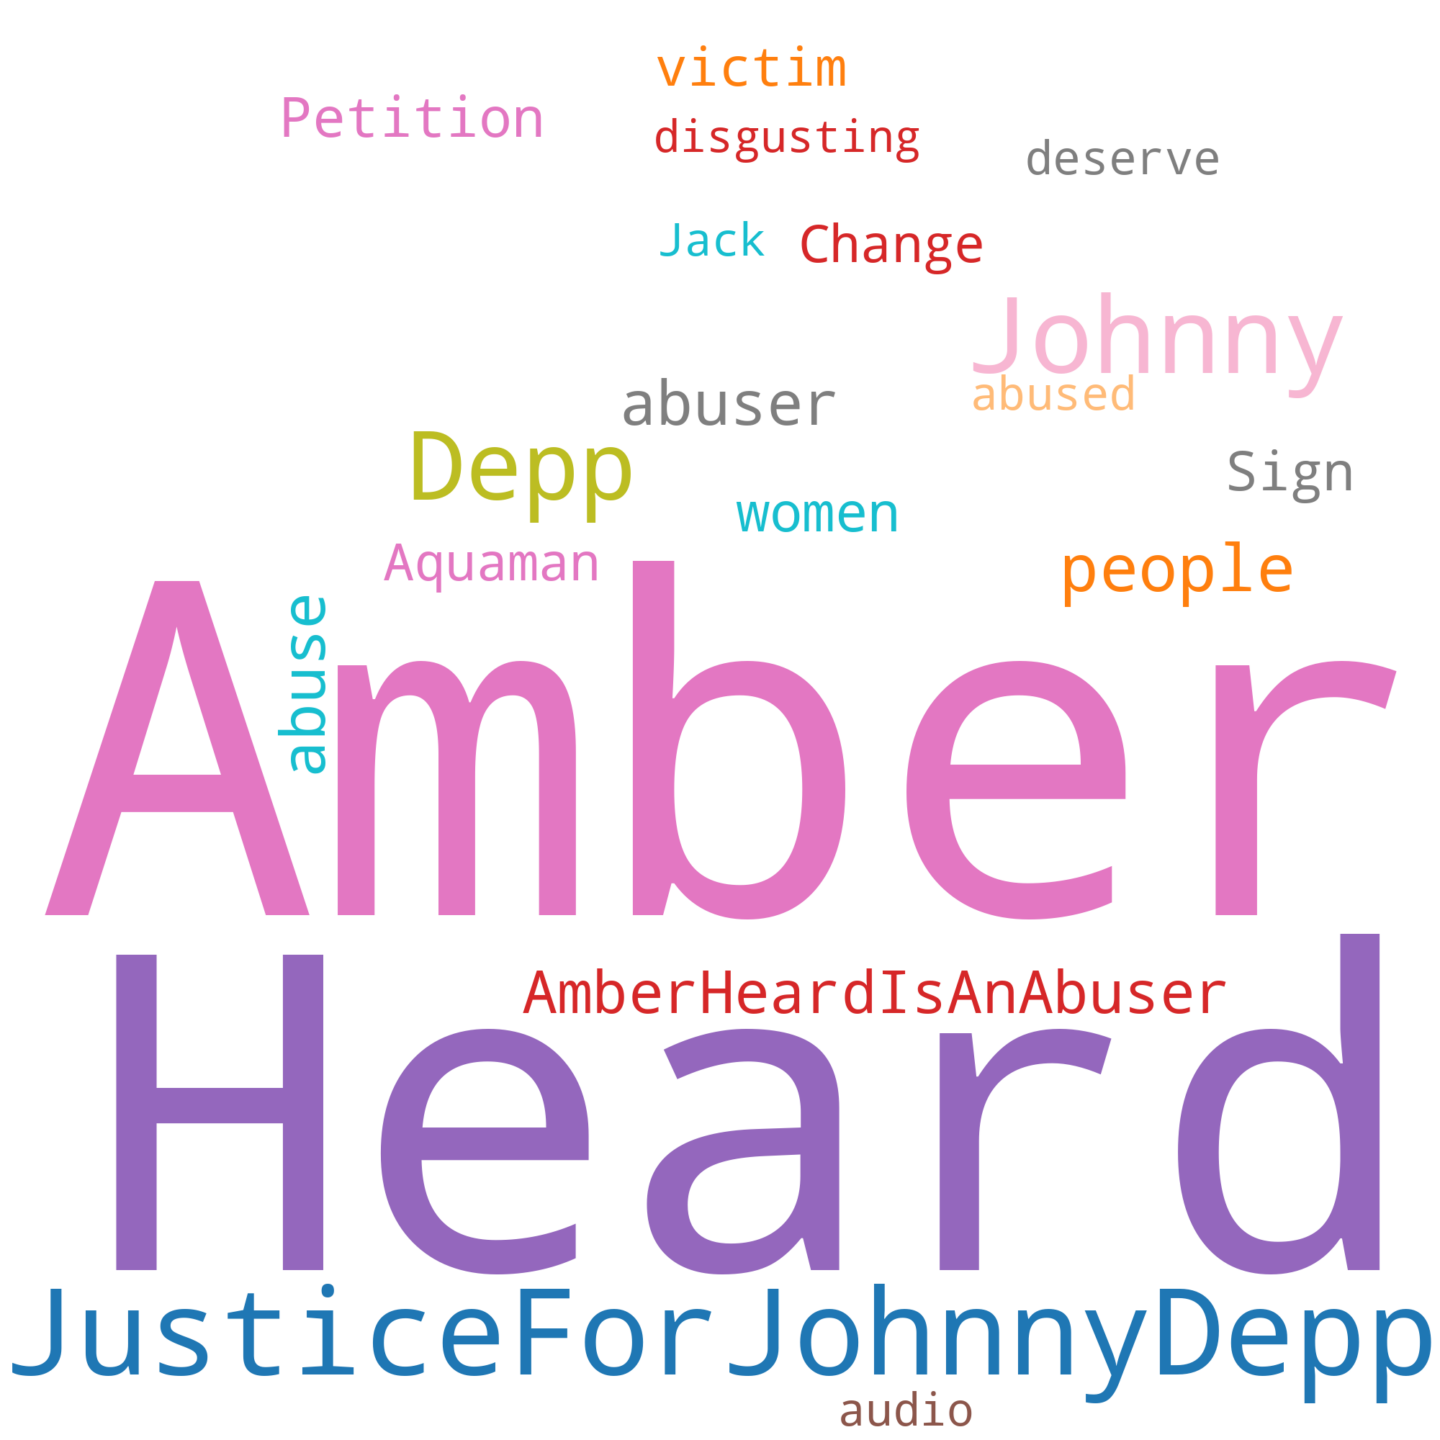 victim
Petition
disgusting
deserve
Jack Change
Johnny
abuser
abused
Depp
Sign
women
Aquaman
people
abuse
Amber
AmberHeardIsAnAbuser
Heard
JusticeForJohnnyDepp
audio